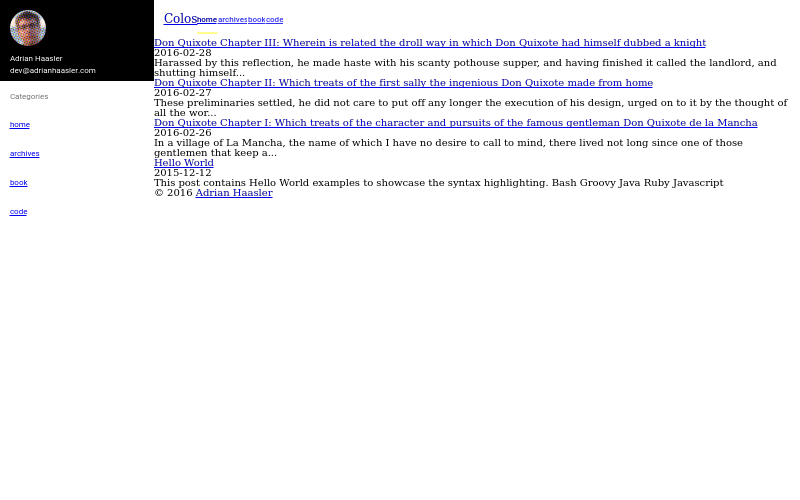 Adrian Haasler
dev@adrianhaasler.com
Categories
home
archives
book
code
Colos
home archives book code
Don Quixote Chapter III: Wherein is related the droll way in which Don Quixote had himself dubbed a knight
2016-02-28
Harassed by this reflection, he made haste with his scanty pothouse supper, and having finished it called the landlord, and
shutting himself...
Don Quixote Chapter II: Which treats of the first sally the ingenious Don Quixote made from home
2016-02-27
These preliminaries settled, he did not care to put off any longer the execution of his design, urged on to it by the thought of
all the wor...
Don Quixote Chapter I: Which treats of the character and pursuits of the famous gentleman Don Quixote de la Mancha
2016-02-26
In a village of La Mancha, the name of which I have no desire to call to mind, there lived not long since one of those
gentlemen that keep a...
Hello World
2015-12-12
This post contains Hello World examples to showcase the syntax highlighting. Bash Groovy Java Ruby Javascript
© 2016 Adrian Haasler